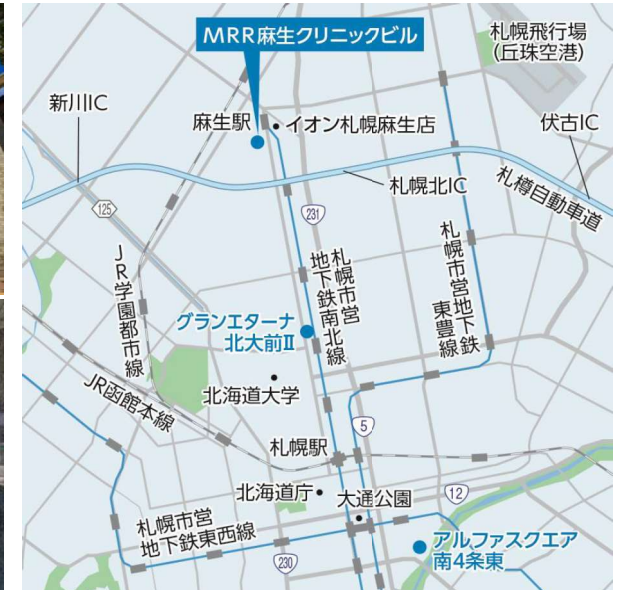 MRR麻生クリニックビル
札幌飛行場
(丘珠空港)
新川IC
麻生駅
イオン札幌麻生店
伏古IC
札幌北IC
札樽自動車道
125
231
JR学園都市線
札幌市営
地下鉄南北線
札幌市営地下鉄
東豊線
グランエターナ
北大前Ⅱ
北海道大学
JR函館本線
5
札幌駅
北海道庁
大通公園
12
札幌市営
地下鉄東西線
アルファスクエア
南4条東
230